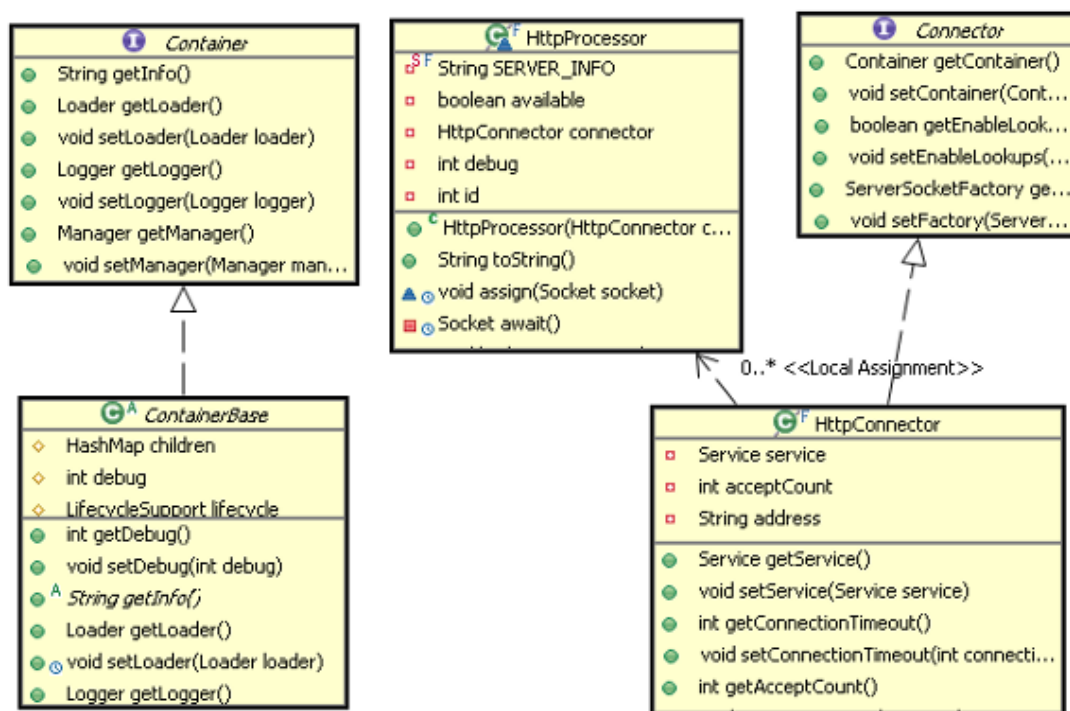 Container
String getInfo()
Loader getLoader()
void setLoader(Loader loader)
Logger getLogger()
void setLogger(Logger logger)
Manager getManager()
void setManager(Manager man...
HttpProcessor
String SERVER_INFO
boolean available
HttpConnector connector
int debug
int id
HttpProcessor(HttpConnector c...
String toString()
void assign(Socket socket)
Socket await()
Connector
Container getContainer()
void setContainer(Cont...
boolean getEnableLook...
void setEnableLookups(...
ServerSocketFactory ge...
void setFactory(Server...
0..* <<Local Assignment>>
ContainerBase
HashMap children
int debug
LifecycleSupport lifecycle
int getDebug()
void setDebug(int debug)
String getInfo()
Loader getLoader()
void setLoader(Loader loader)
Logger getLogger()
HttpConnector
Service service
int acceptCount
String address
Service getService()
void setService(Service service)
int getConnectionTimeout()
void setConnectionTimeout(int connecti...
int getAcceptCount()